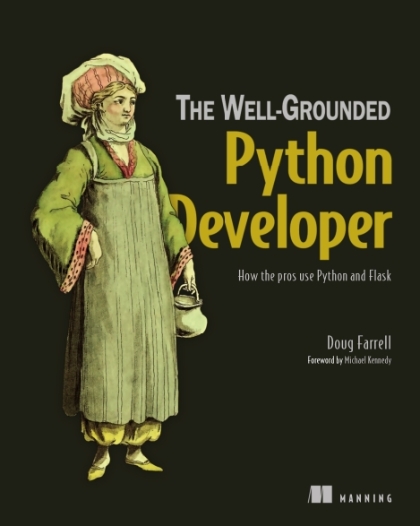 THE WELL-GROUNDED
Python
Developer
How the pros use Python and Flask
Doug Farrell
Foreword by Michael Kennedy
MANNING